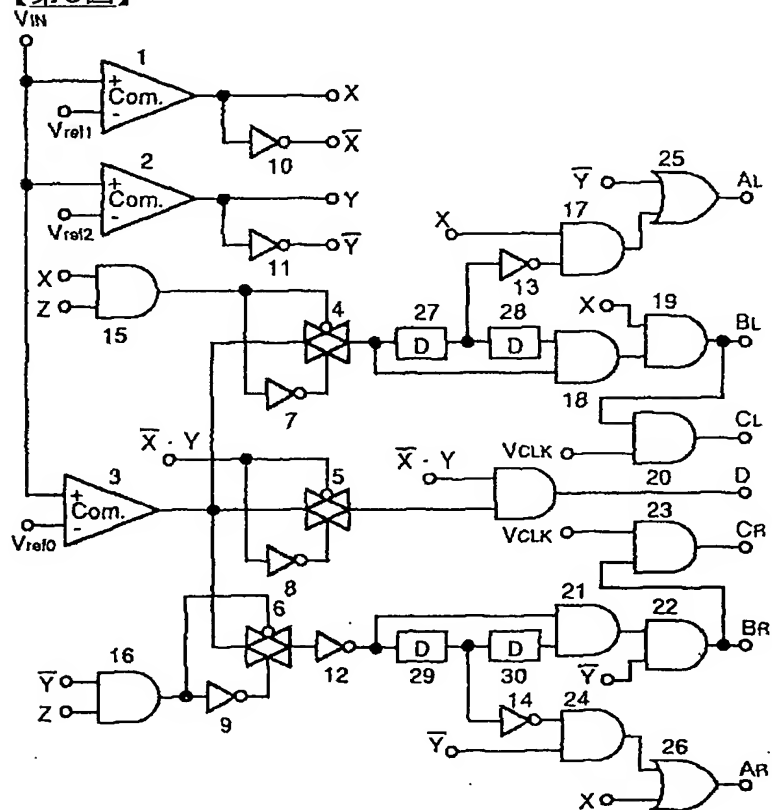 VIN
1
+
Com.
-
Vref1
X
X̅
10
2
+
Com.
-
Vref2
Y
Y̅
11
X
Z
15
4
7
27
D
28
D
X
13
17
Y̅
25
AL
X
19
BL
18
CL
VCLK
20
X̅・Y
5
8
X̅・Y
D
3
+
Com.
-
Vref0
VCLK
23
CR
6
Y̅
Z
16
9
12
D
29
D
30
21
22
BR
Y̅
14
24
Y̅
26
X
AR